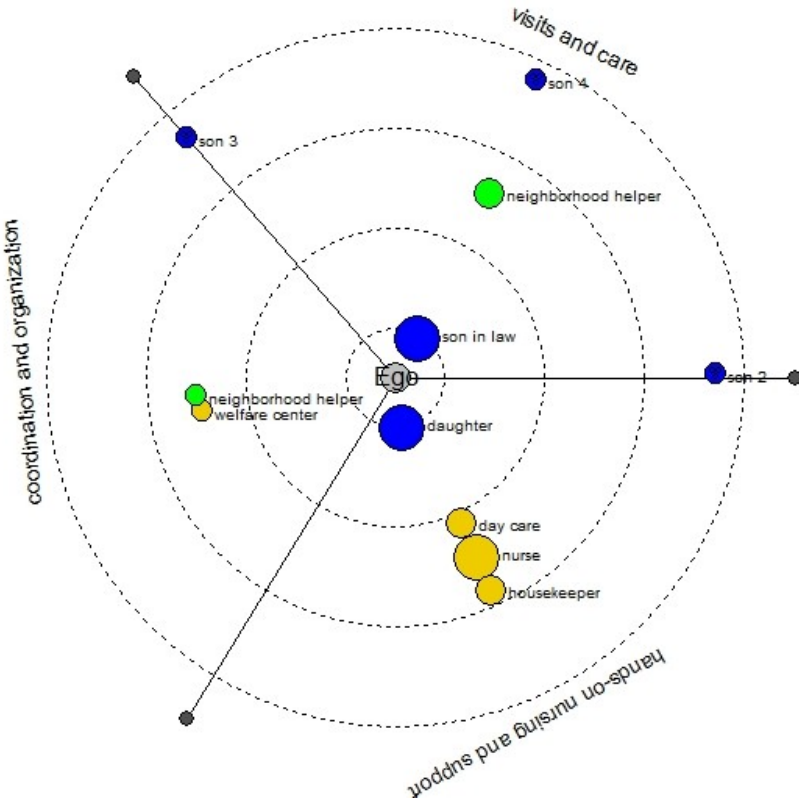 visits and care
son 4
son 3
neighborhood helper
coordination and organization
son in law
Ego
son 2
neighborhood helper
welfare center
daughter
day care
nurse
housekeeper
hands-on nursing and support